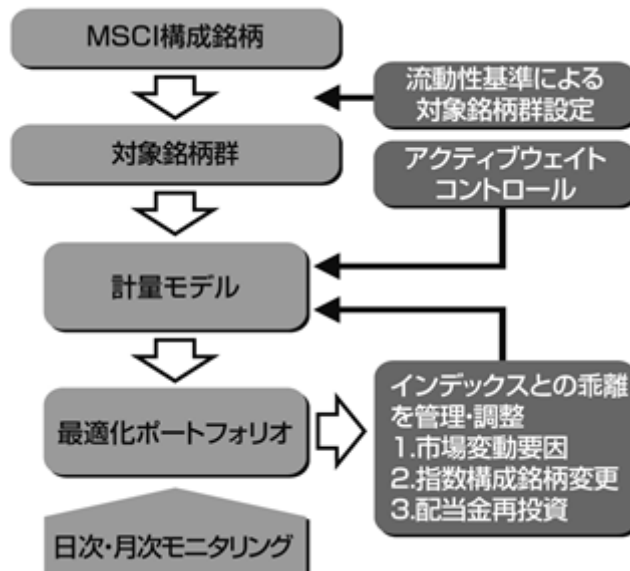 MSCI構成銘柄
流動性基準による
対象銘柄群設定
対象銘柄群
アクティブウェイト
コントロール
計量モデル
最適化ポートフォリオ
インデックスとの乖離
を管理・調整
1.市場変動要因
2.指数構成銘柄変更
3.配当金再投資
日次・月次モニタリング